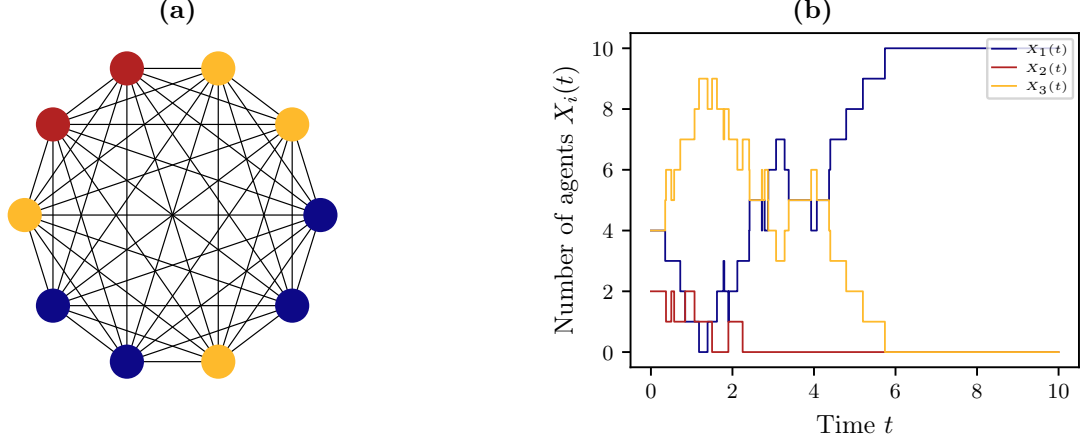 (a)
(b)
Number of agents X_i(t)
10
8
6
4
2
0
X_1(t)
X_2(t)
X_3(t)
0 2 4 6 8 10
Time t